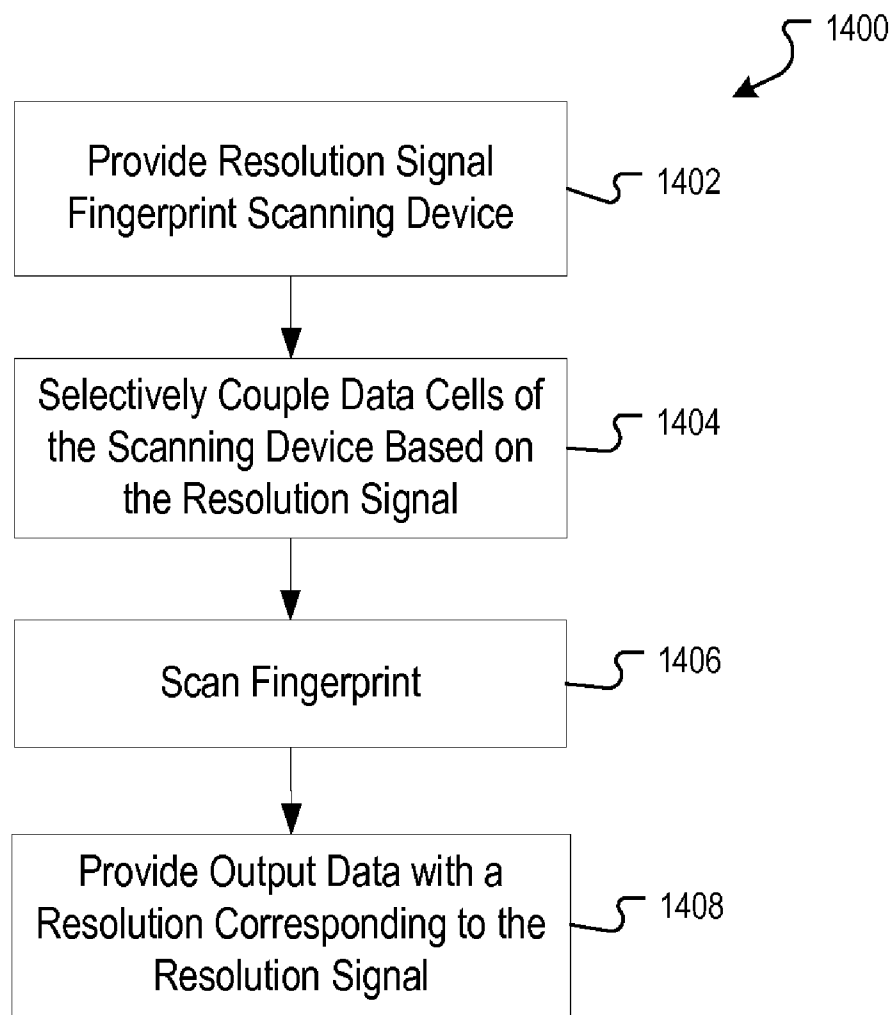 1400
Provide Resolution Signal
Fingerprint Scanning Device
1402
Selectively Couple Data Cells of
the Scanning Device Based on
the Resolution Signal
1404
Scan Fingerprint
1406
Provide Output Data with a
Resolution Corresponding to the
Resolution Signal
1408